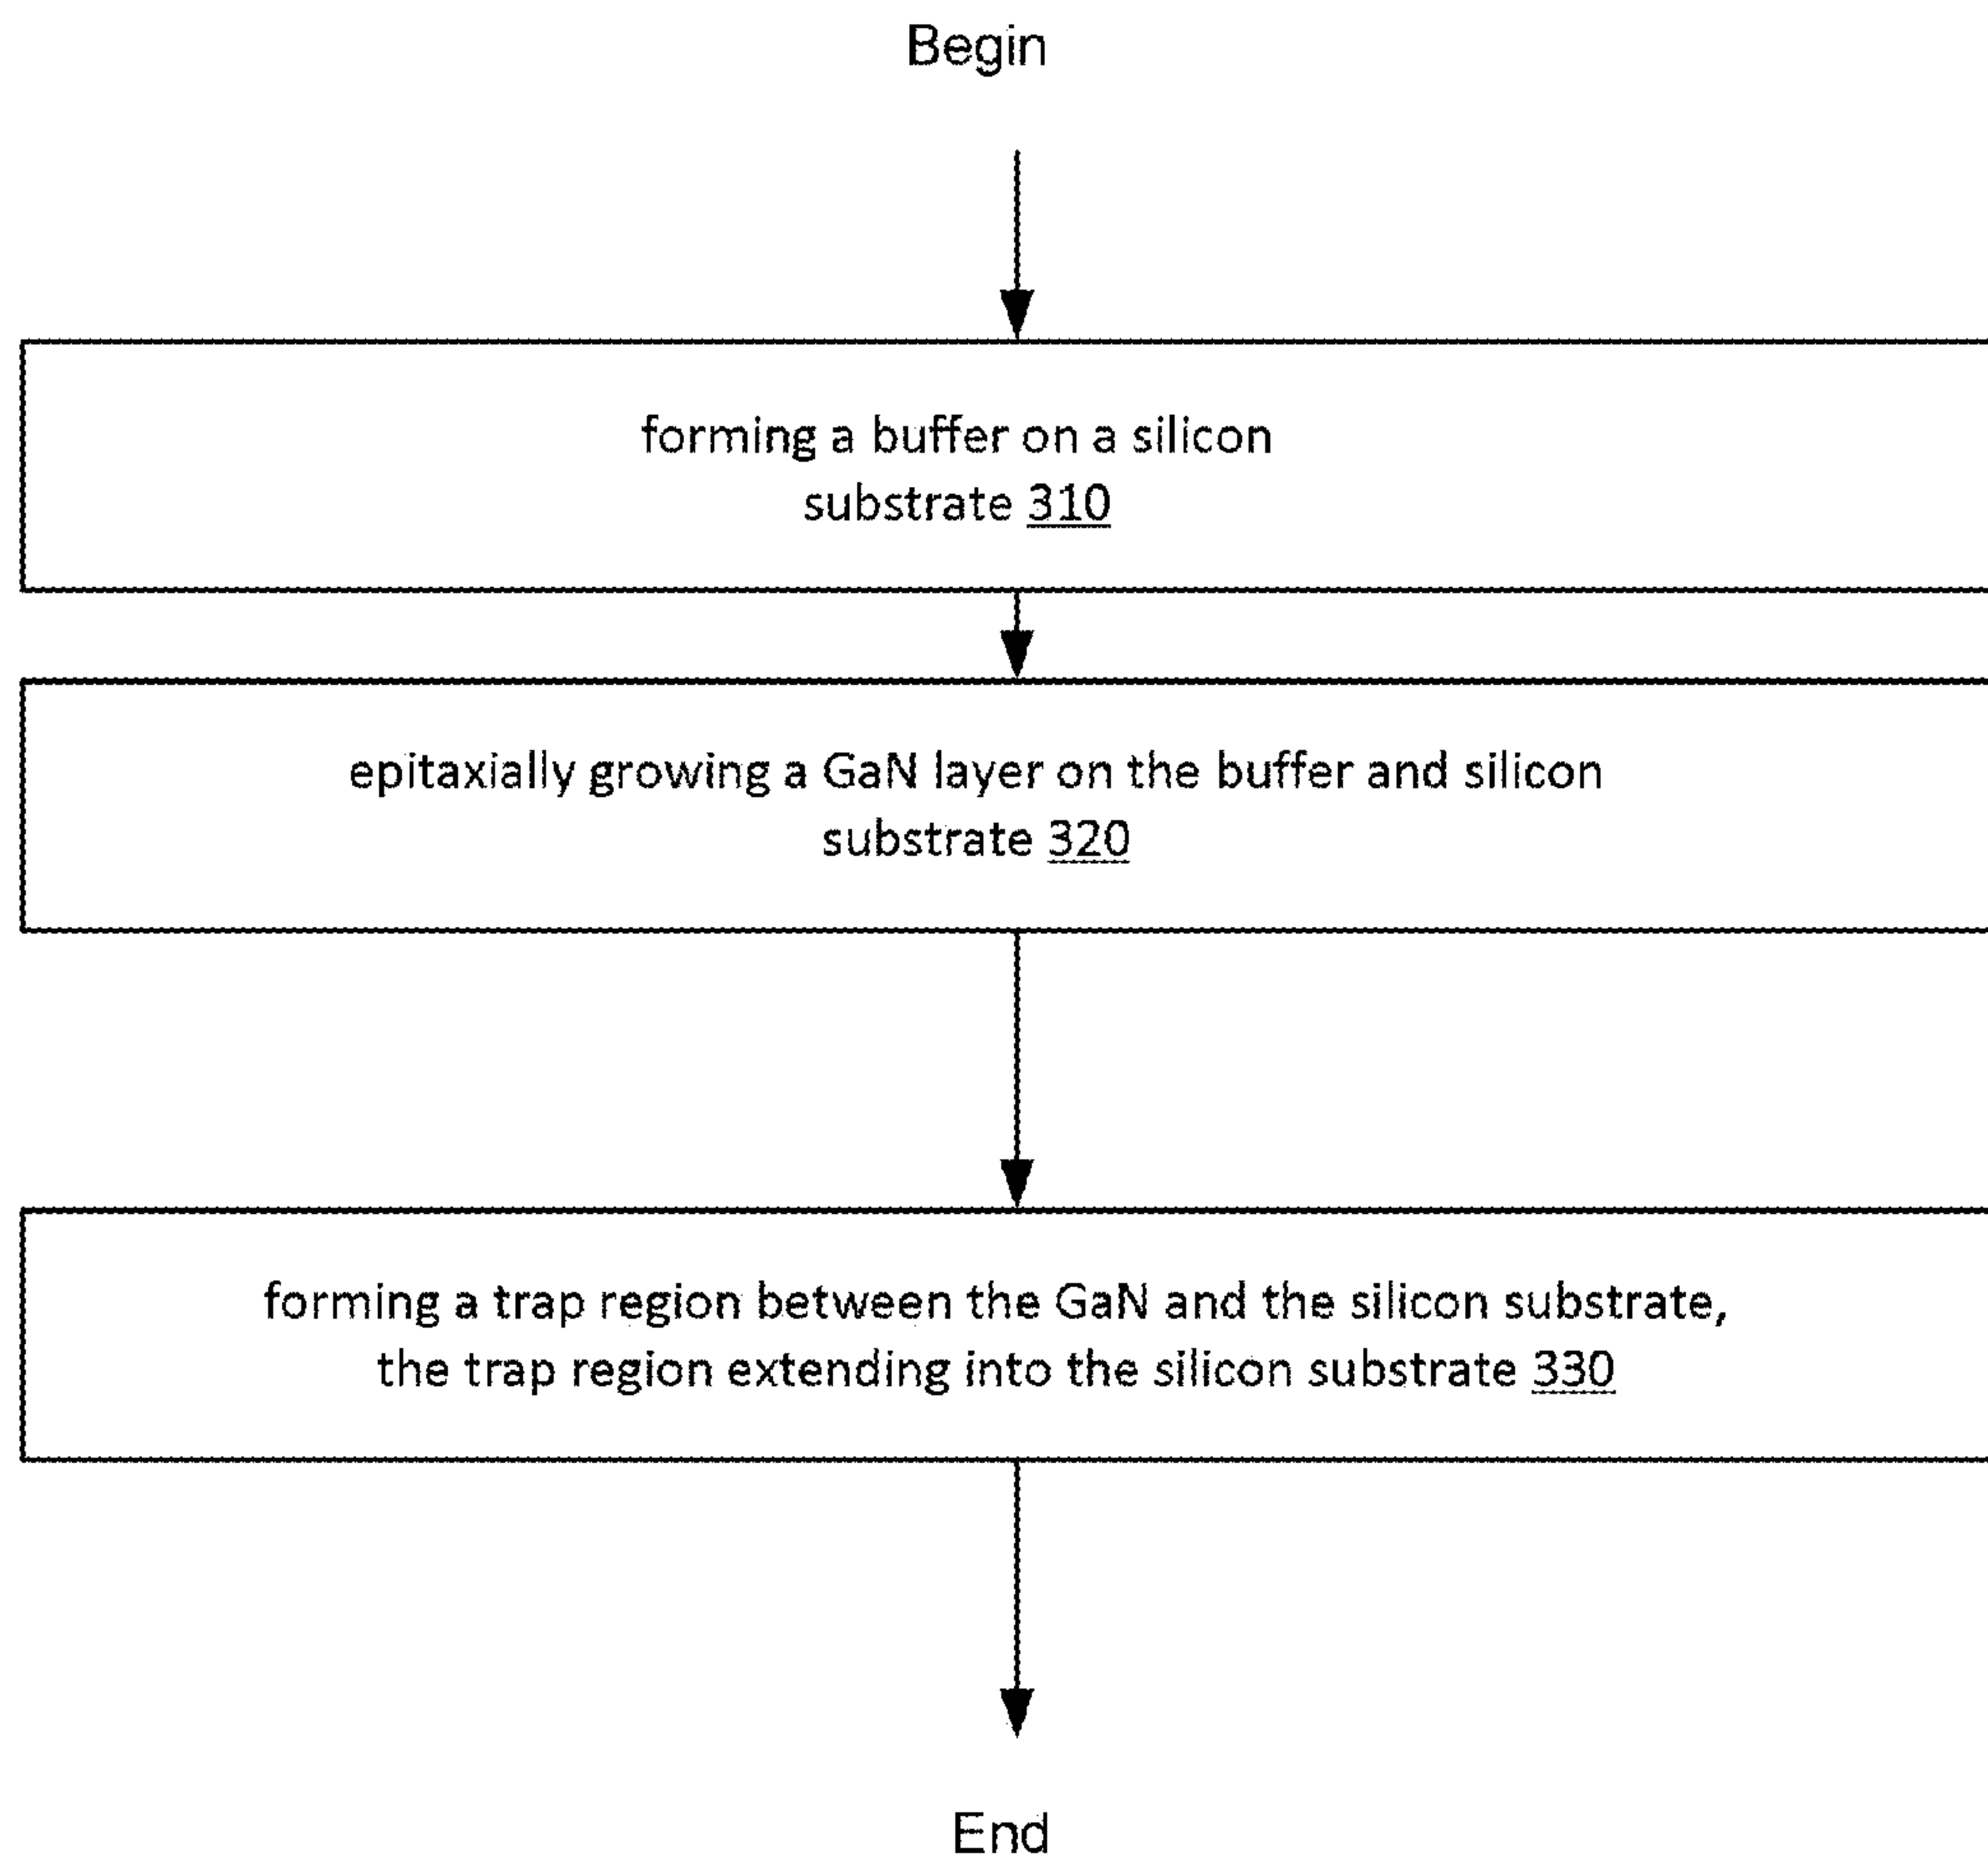 Begin
forming a buffer on a silicon
substrate 310
epitaxially growing a GaN layer on the buffer and silicon
substrate 320
forming a trap region between the GaN and the silicon substrate,
the trap region extending into the silicon substrate 330
End